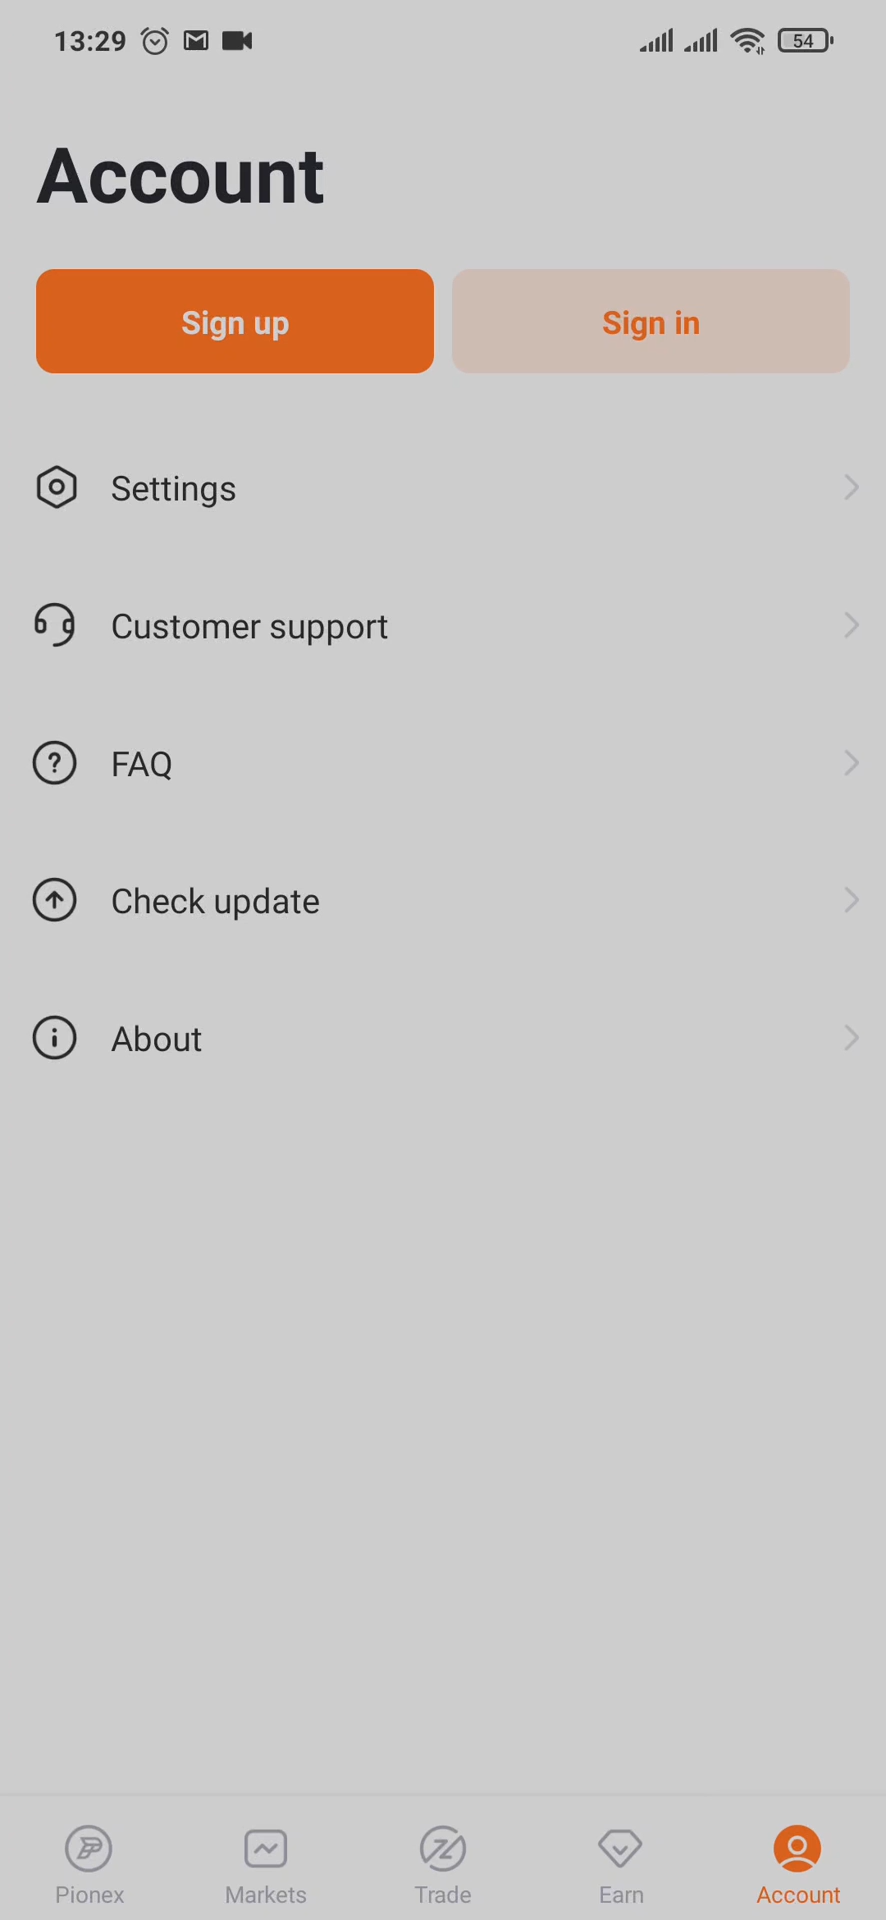 13:29
54
Account
Sign up
Sign in
Settings
Customer support
FAQ
Check update
About
Pionex
Markets
Trade
Earn
Account